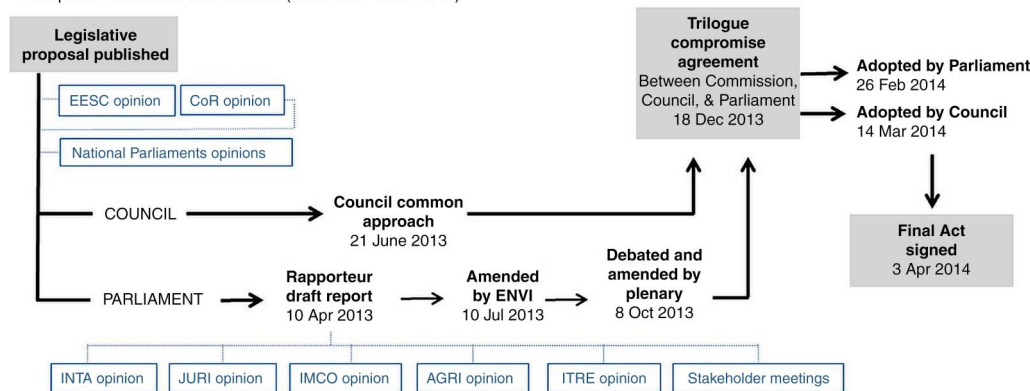 Legislative
proposal published
EESC opinion
CoR opinion
National Parliaments opinions
COUNCIL
Council common
approach
21 June 2013
PARLIAMENT
Rapporteur
draft report
10 Apr 2013
Amended
by ENVI
10 Jul 2013
Debated and
amended by
plenary
8 Oct 2013
INTA opinion
JURI opinion
IMCO opinion
AGRI opinion
ITRE opinion
Stakeholder meetings
Trilogue
compromise
agreement
Between Commission,
Council, & Parliament
18 Dec 2013
Adopted by Parliament
26 Feb 2014
Adopted by Council
14 Mar 2014
Final Act
signed
3 Apr 2014